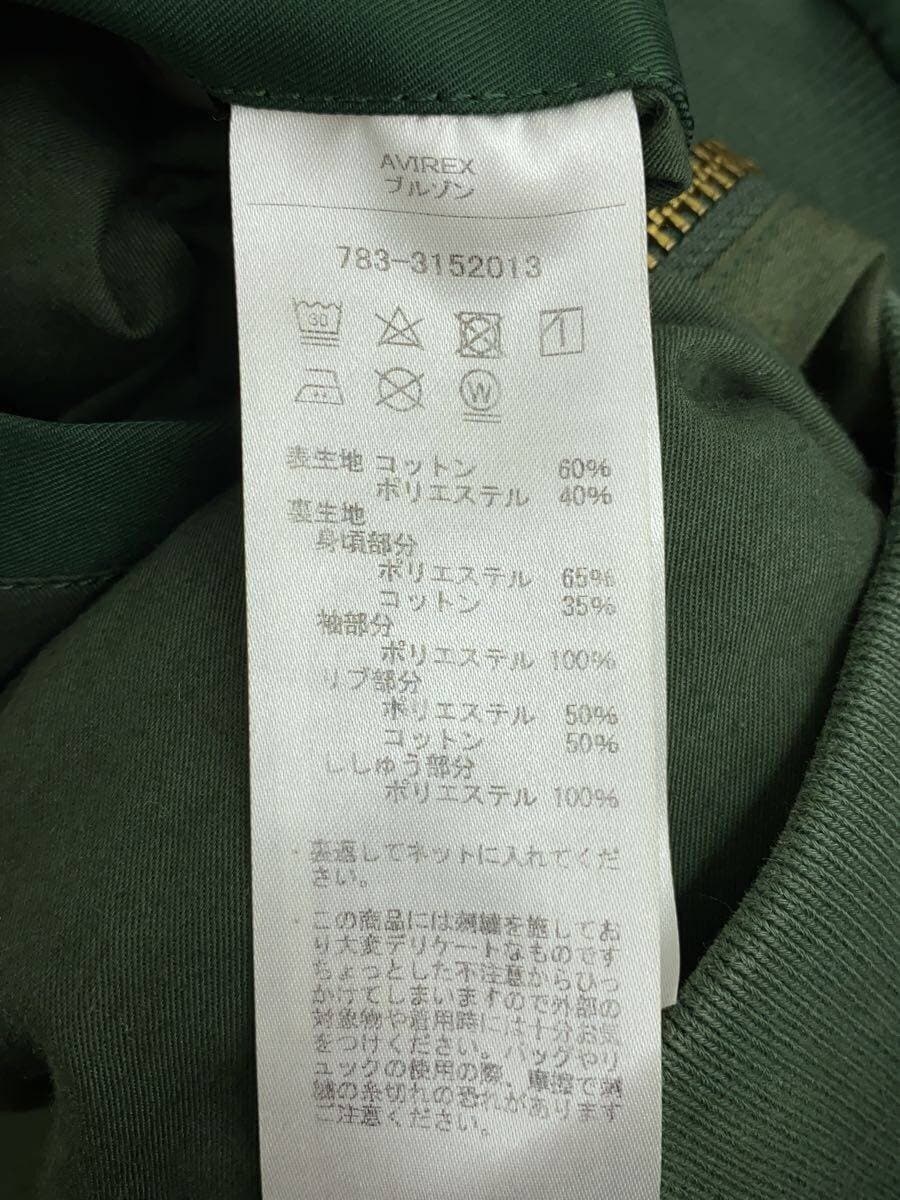 AVIREX
ブルゾン
783-3152013
30
W
表生地 コットン 60%
ポリエステル 40%
裏生地
身頃部分
ポリエステル 65%
コットン 35%
袖部分
ポリエステル 100%
リブ部分
ポリエステル 50%
コットン 50%
ししゅう部分
ポリエステル 100%
・裏返してネットに入れてくだ
さい。
・この商品には刺繍を施してお
り大変デリケートなものです
ちょっとした不注意からひっ
かけてしまいますので外部の
対象物や着用時には十分お気
をつけください。バッグやリ
ュックの使用の際、摩擦で刺
繍の糸切れの恐れがあります
ご注意ください。